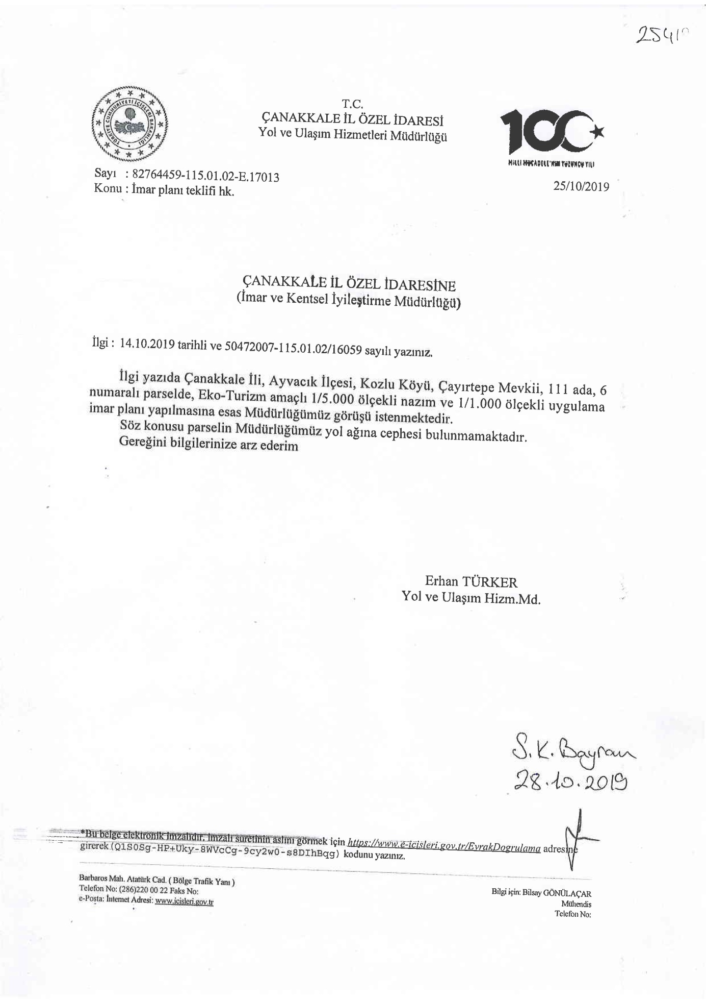 T.C.
ÇANAKKALE İL ÖZEL İDARESİ
Yol ve Ulaşım Hizmetleri Müdürlüğü
TÜRKİYE CUMHURİYETİ İÇİŞLERİ BAKANLIĞI
100
MİLLİ MÜCADELE'NİN YÜZÜNCÜ YILI
Sayı : 82764459-115.01.02-E.17013
Konu : İmar planı teklifi hk.
25/10/2019
ÇANAKKALE İL ÖZEL İDARESİNE
(İmar ve Kentsel İyileştirme Müdürlüğü)
İlgi : 14.10.2019 tarihli ve 50472007-115.01.02/16059 sayılı yazınız.
İlgi yazıda Çanakkale İli, Ayvacık İlçesi, Kozlu Köyü, Çayırtepe Mevkii, 111 ada, 6
numaralı parselde, Eko-Turizm amaçlı 1/5.000 ölçekli nazım ve 1/1.000 ölçekli uygulama
imar planı yapılmasına esas Müdürlüğümüz görüşü istenmektedir.
Söz konusu parselin Müdürlüğümüz yol ağına cephesi bulunmamaktadır.
Gereğini bilgilerinize arz ederim
Erhan TÜRKER
Yol ve Ulaşım Hizm.Md.
S.K. Bayram
28.10.2019
*Bu belge elektronik imzalıdır. İmzalı suretinin aslını görmek için https://www.e-icisleri.gov.tr/EvrakDogrulama adresine
girerek (Q1S0Sg-HP+Uky-8WVcCg-9cy2w0-s8DIhBqg) kodunu yazınız.
Barbaros Mah. Atatürk Cad. ( Bölge Trafik Yanı )
Telefon No: (286)220 00 22 Faks No:
e-Posta: İnternet Adresi: www.icisleri.gov.tr
Bilgi için: Bilsay GÖNÜLAÇAR
Mühendis
Telefon No: